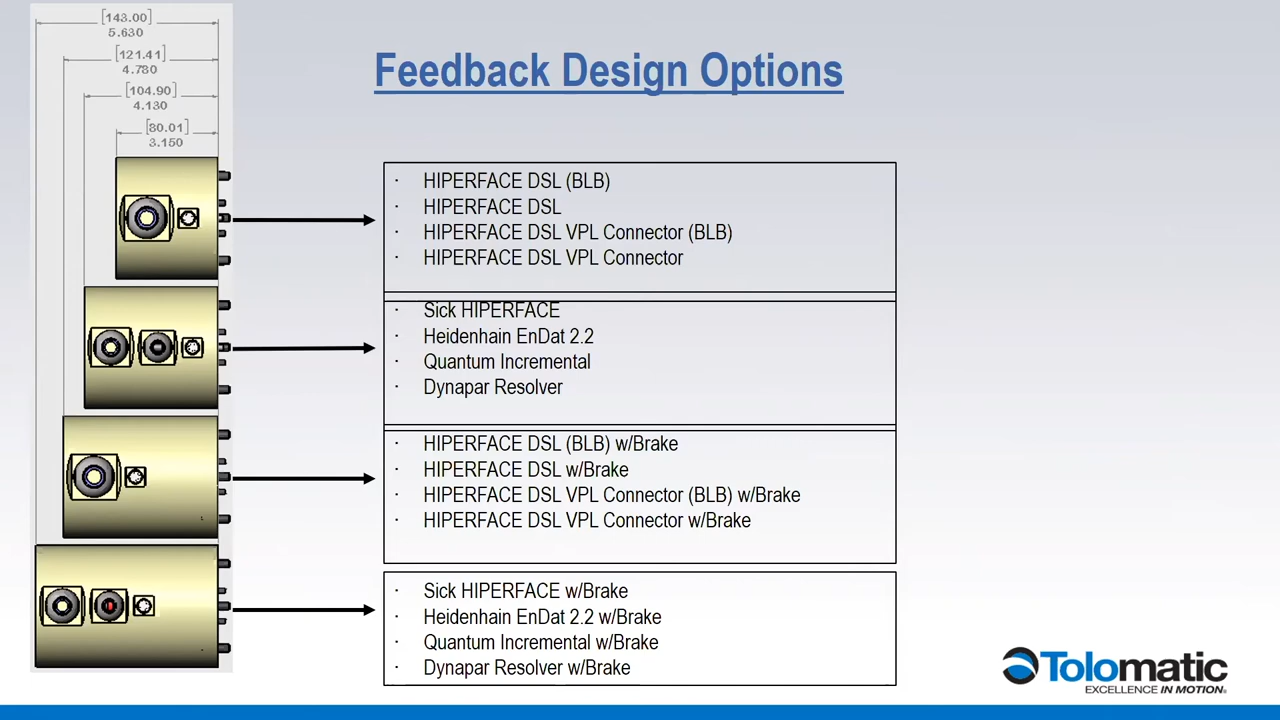 [143.00]
5.630
[121.41]
4.780
[104.90]
4.130
[80.01]
3.150
Feedback Design Options
· HIPERFACE DSL (BLB)
· HIPERFACE DSL
· HIPERFACE DSL VPL Connector (BLB)
· HIPERFACE DSL VPL Connector
· Sick HIPERFACE
· Heidenhain EnDat 2.2
· Quantum Incremental
· Dynapar Resolver
· HIPERFACE DSL (BLB) w/Brake
· HIPERFACE DSL w/Brake
· HIPERFACE DSL VPL Connector (BLB) w/Brake
· HIPERFACE DSL VPL Connector w/Brake
· Sick HIPERFACE w/Brake
· Heidenhain EnDat 2.2 w/Brake
· Quantum Incremental w/Brake
· Dynapar Resolver w/Brake
Tolomatic
EXCELLENCE IN MOTION®